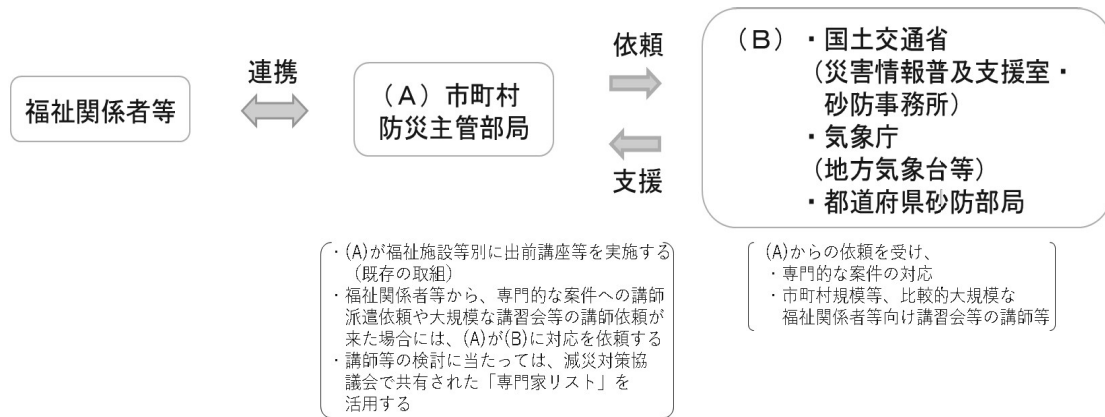 福祉関係者等
連携
（A）市町村
防災主管部局
依頼
支援
（B）・国土交通省
（災害情報普及支援室・
砂防事務所）
・気象庁
（地方気象台等）
・都道府県砂防部局
・(A)が福祉施設等別に出前講座等を実施する
（既存の取組）
・福祉関係者等から、専門的な案件への講師
派遣依頼や大規模な講習会等の講師依頼が
来た場合には、(A)が(B)に対応を依頼する
・講師等の検討に当たっては、減災対策協
議会で共有された「専門家リスト」を
活用する
(A)からの依頼を受け、
・専門的な案件の対応
・市町村規模等、比較的大規模な
福祉関係者等向け講習会等の講師等